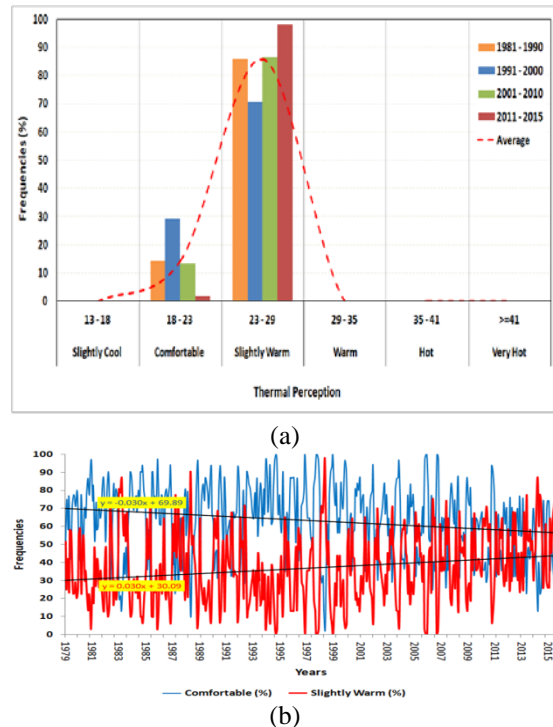 100
90
80
70
60
50
40
30
20
10
0
Frequencies (%)
1981 - 1990
1991 - 2000
2001 - 2010
2011 - 2015
Average
13 - 18
18 - 23
23 - 29
29 - 35
35 - 41
>=41
Slightly Cool
Comfortable
Slightly Warm
Warm
Hot
Very Hot
Thermal Perception
(a)
100
90
80
70
60
50
40
30
20
10
0
Frequencies
y = -0.030x + 69.89
y = 0.030x + 30.09
1979
1981
1983
1985
1987
1989
1991
1993
1995
1997
1999
2001
2003
2005
2007
2009
2011
2013
2015
Years
Comfortable (%)
Slightly Warm (%)
(b)